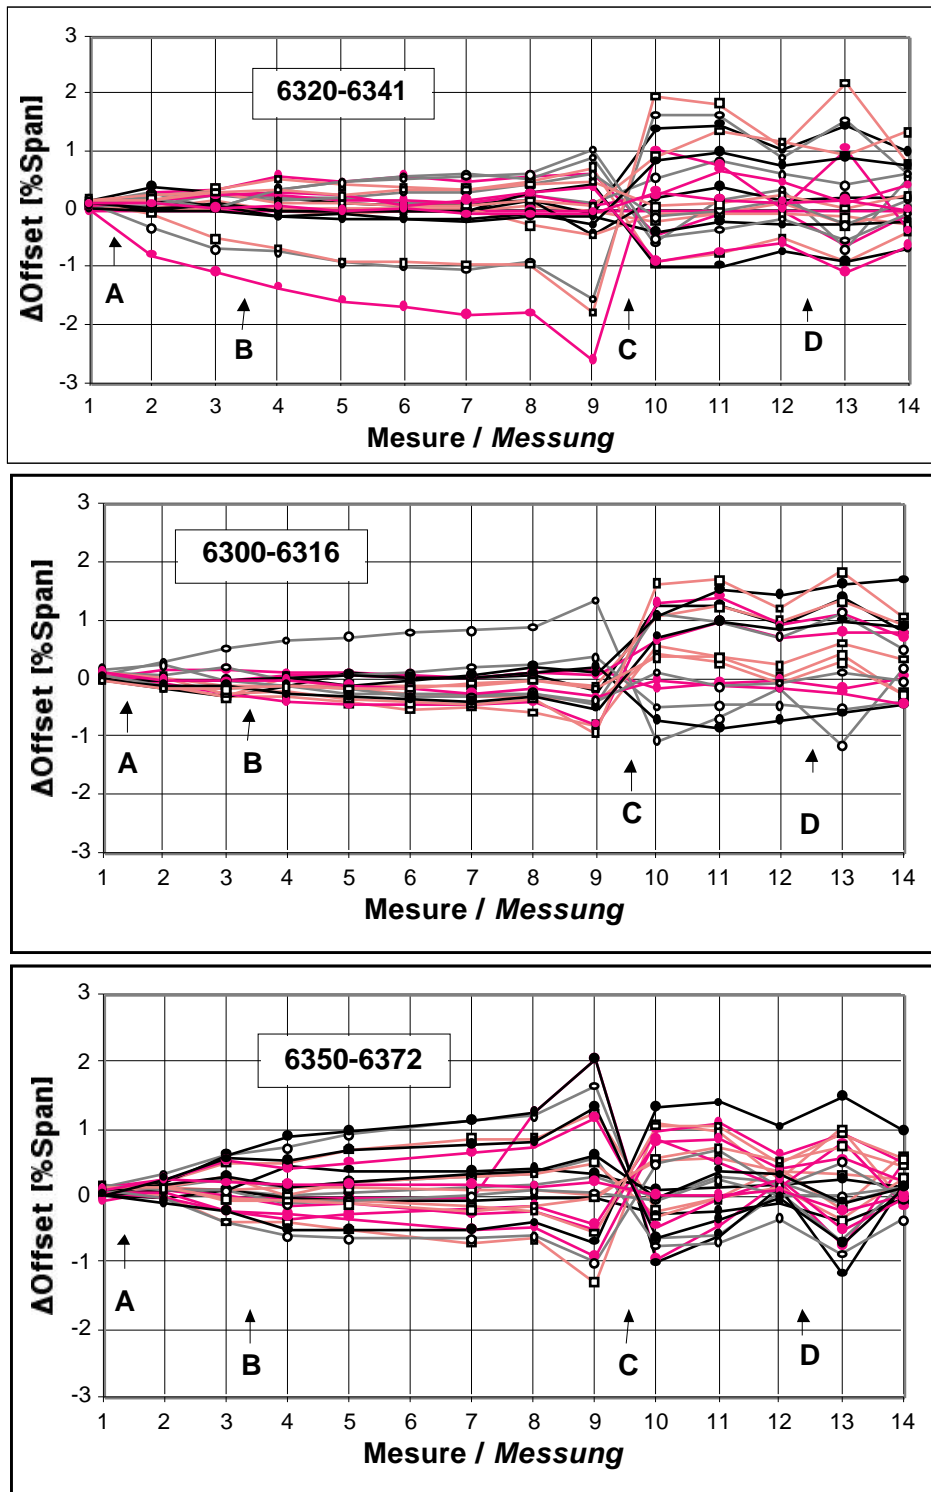 6320-6341
ΔOffset [%Span]
3
2
1
0
-1
-2
-3
A
B
C
D
1 2 3 4 5 6 7 8 9 10 11 12 13 14
Mesure / Messung
6300-6316
ΔOffset [%Span]
3
2
1
0
-1
-2
-3
A
B
C
D
1 2 3 4 5 6 7 8 9 10 11 12 13 14
Mesure / Messung
6350-6372
ΔOffset [%Span]
3
2
1
0
-1
-2
-3
A
B
C
D
1 2 3 4 5 6 7 8 9 10 11 12 13 14
Mesure / Messung